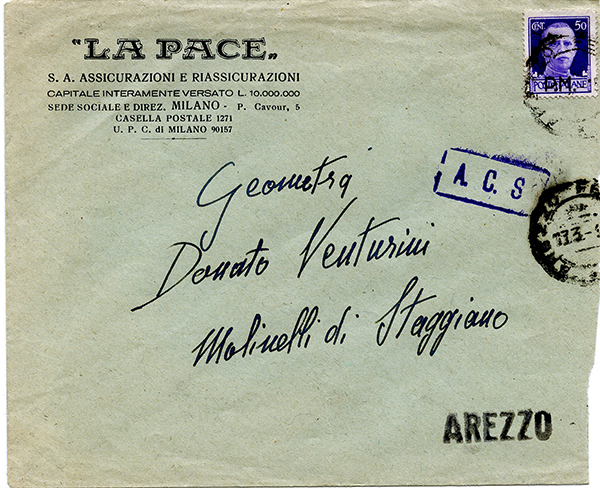 "LA PACE"
S. A. ASSICURAZIONI E RIASSICURAZIONI
CAPITALE INTERAMENTE VERSATO L. 10.000.000
SEDE SOCIALE E DIREZ. MILANO - P. Cavour, 5
CASELLA POSTALE 1271
U. P. C. di MILANO 90157
CENT. 50
P.M.
POSTE ITALIANE
A. C. S
Geometra
Donato Venturini
Molinelli di Staggiano
AREZZO